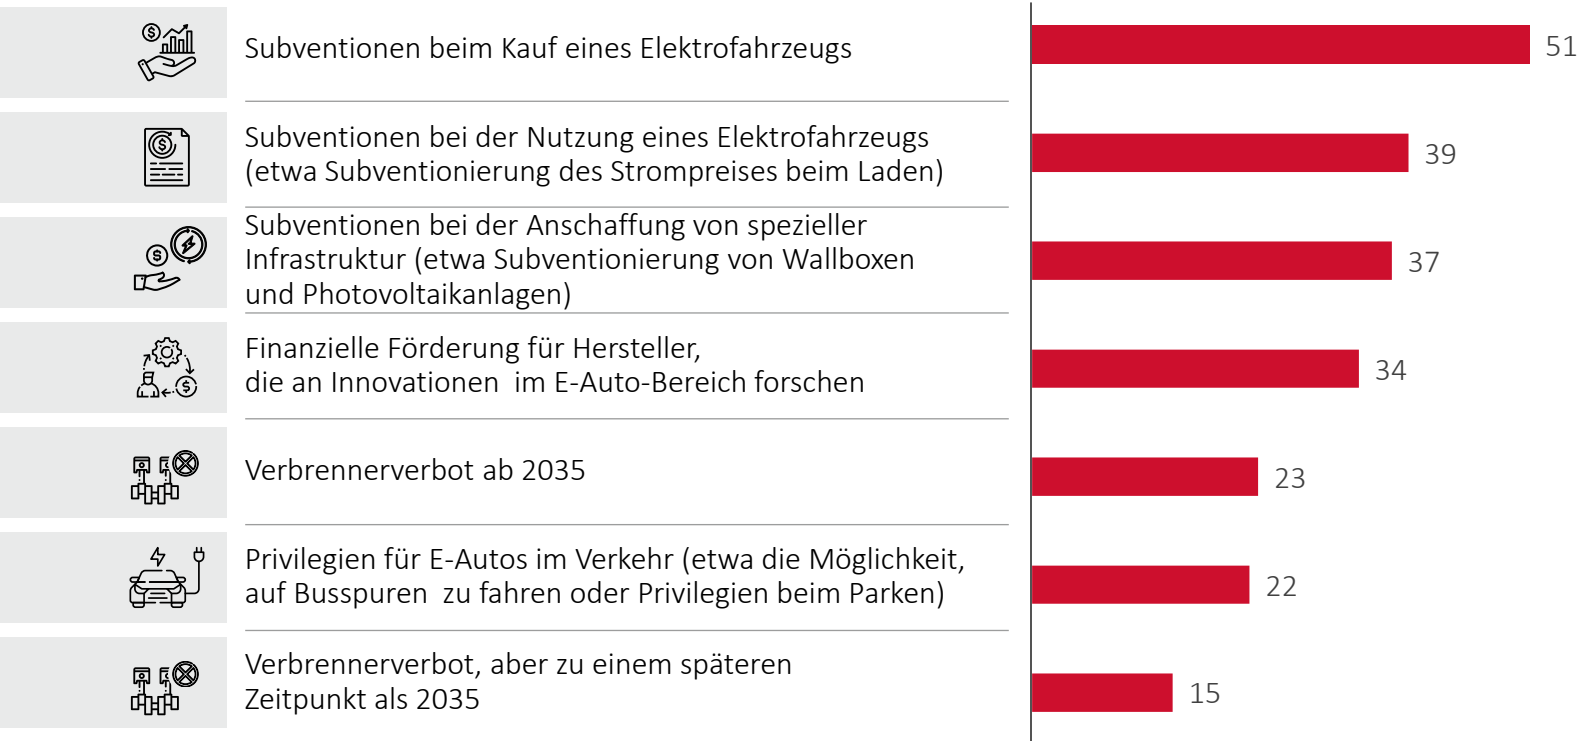 Subventionen beim Kauf eines Elektrofahrzeugs
51
Subventionen bei der Nutzung eines Elektrofahrzeugs
(etwa Subventionierung des Strompreises beim Laden)
39
Subventionen bei der Anschaffung von spezieller
Infrastruktur (etwa Subventionierung von Wallboxen
und Photovoltaikanlagen)
37
Finanzielle Förderung für Hersteller,
die an Innovationen im E-Auto-Bereich forschen
34
Verbrennerverbot ab 2035
23
Privilegien für E-Autos im Verkehr (etwa die Möglichkeit,
auf Busspuren zu fahren oder Privilegien beim Parken)
22
Verbrennerverbot, aber zu einem späteren
Zeitpunkt als 2035
15